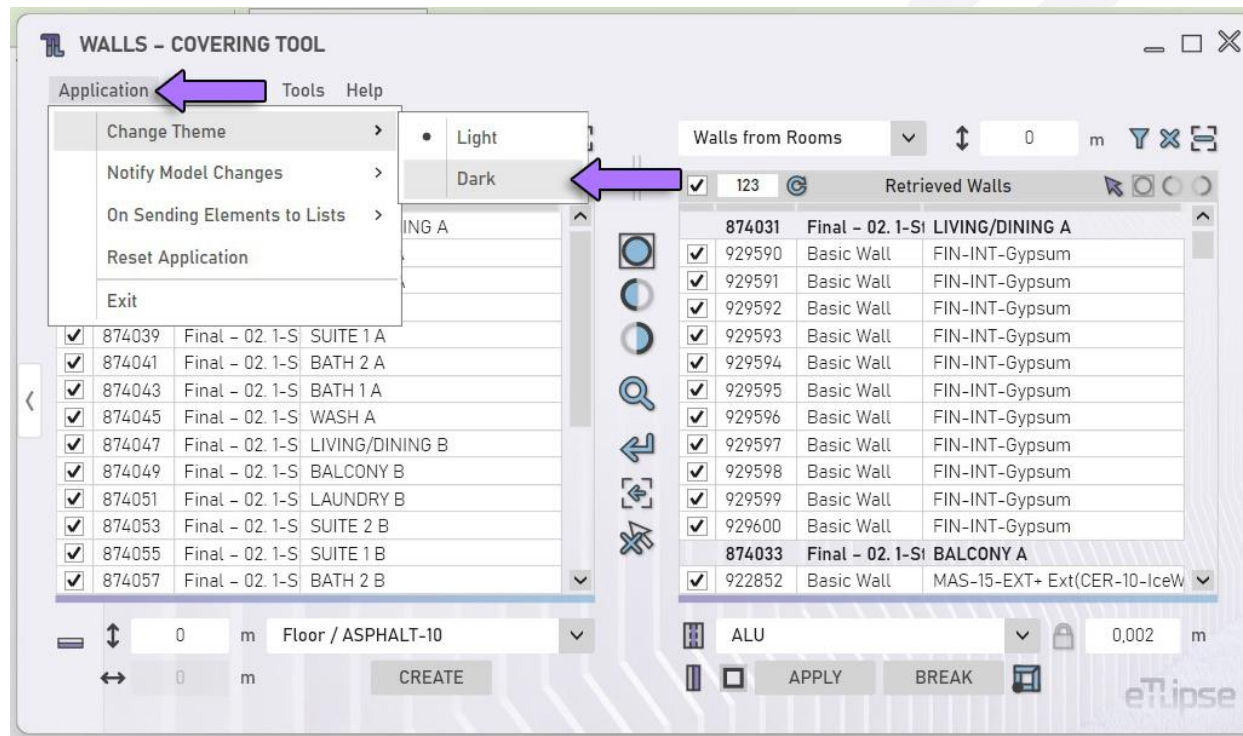 WALLS – COVERING TOOL
Application Tools Help
Change Theme
Notify Model Changes
On Sending Elements to Lists
Reset Application
Exit
Light
Dark
Walls from Rooms 0 m
123 Retrieved Walls
ING A
874039 Final – 02. 1-S SUITE 1 A
874041 Final – 02. 1-S BATH 2 A
874043 Final – 02. 1-S BATH 1 A
874045 Final – 02. 1-S WASH A
874047 Final – 02. 1-S LIVING/DINING B
874049 Final – 02. 1-S BALCONY B
874051 Final – 02. 1-S LAUNDRY B
874053 Final – 02. 1-S SUITE 2 B
874055 Final – 02. 1-S SUITE 1 B
874057 Final – 02. 1-S BATH 2 B
874031 Final – 02. 1-St LIVING/DINING A
929590 Basic Wall FIN-INT-Gypsum
929591 Basic Wall FIN-INT-Gypsum
929592 Basic Wall FIN-INT-Gypsum
929593 Basic Wall FIN-INT-Gypsum
929594 Basic Wall FIN-INT-Gypsum
929595 Basic Wall FIN-INT-Gypsum
929596 Basic Wall FIN-INT-Gypsum
929597 Basic Wall FIN-INT-Gypsum
929598 Basic Wall FIN-INT-Gypsum
929599 Basic Wall FIN-INT-Gypsum
929600 Basic Wall FIN-INT-Gypsum
874033 Final – 02. 1-St BALCONY A
922852 Basic Wall MAS-15-EXT+ Ext(CER-10-IceW
0 m Floor / ASPHALT-10
0 m CREATE
ALU 0,002 m
APPLY BREAK
eTLipse